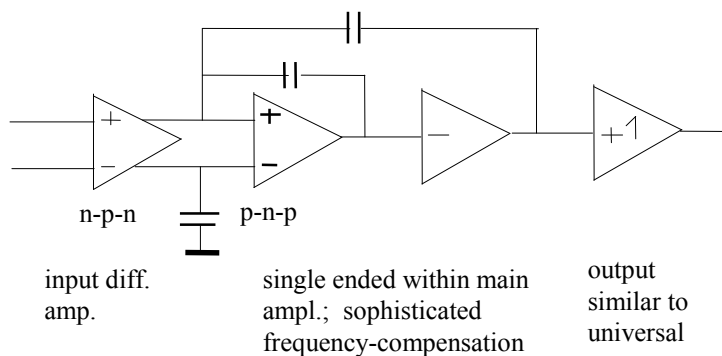 +
−
+
−
−
+1
n-p-n
p-n-p
input diff.
amp.
single ended within main
ampl.; sophisticated
frequency-compensation
output
similar to
universal